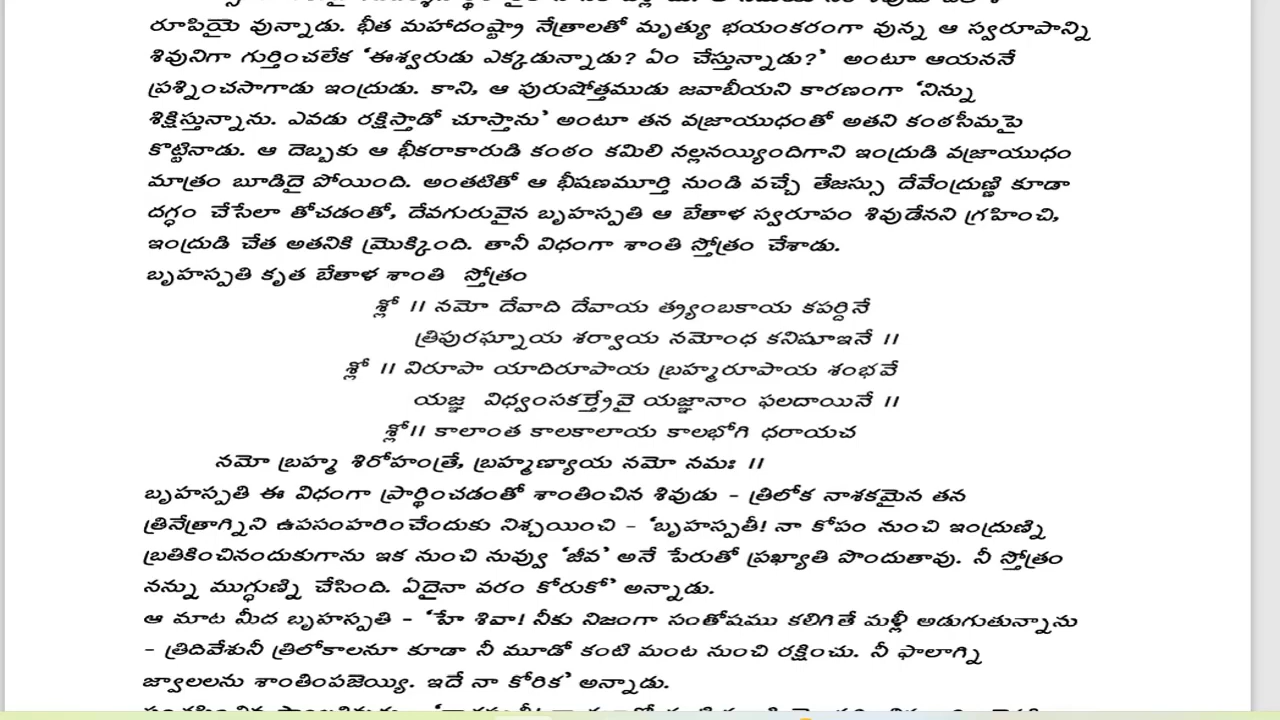 రూపియై వున్నాడు. భీత మహాదంష్ట్రా నేత్రాలతో మృత్యు భయంకరంగా వున్న ఆ స్వరూపాన్ని
శివునిగా గుర్తించలేక ‘ఈశ్వరుడు ఎక్కడున్నాడు? ఏం చేస్తున్నాడు?’ అంటూ ఆయననే
ప్రశ్నించసాగాడు ఇంద్రుడు. కాని, ఆ పురుషోత్తముడు జవాబీయని కారణంగా ‘నిన్ను
శిక్షిస్తున్నాను. ఎవడు రక్షిస్తాడో చూస్తాను’ అంటూ తన వజ్రాయుధంతో అతని కంఠసీమపై
కొట్టినాడు. ఆ దెబ్బకు ఆ భీకరాకారుడి కంఠం కమిలి నల్లనయ్యిందిగాని ఇంద్రుడి వజ్రాయుధం
మాత్రం బూడిదై పోయింది. అంతటితో ఆ భీషణమూర్తి నుండి వచ్చే తేజస్సు దేవేంద్రుణ్ణి కూడా
దగ్ధం చేసేలా తోచడంతో, దేవగురువైన బృహస్పతి ఆ బేతాళ స్వరూపం శివుడేనని గ్రహించి,
ఇంద్రుడి చేత అతనికి మ్రొక్కింది. తానీ విధంగా శాంతి స్తోత్రం చేశాడు.
బృహస్పతి కృత బేతాళ శాంతి స్తోత్రం
శ్లో ।। నమో దేవాది దేవాయ త్ర్యంబకాయ కపర్దినే
త్రిపురఘ్నాయ శర్వాయ నమోంధ కనిషూఇనే ।।
శ్లో ।। విరూపా యాదిరూపాయ బ్రహ్మరూపాయ శంభవే
యజ్ఞ విధ్వంసకర్త్రేవై యజ్ఞానాం ఫలదాయినే ।।
శ్లో।। కాలాంత కాలకాలాయ కాలభోగి ధరాయచ
నమో బ్రహ్మ శిరోహంత్రే, బ్రహ్మణ్యాయ నమో నమః ।।
బృహస్పతి ఈ విధంగా ప్రార్థించడంతో శాంతించిన శివుడు - త్రిలోక నాశకమైన తన
త్రినేత్రాగ్నిని ఉపసంహరించేందుకు నిశ్చయించి - ‘బృహస్పతీ! నా కోపం నుంచి ఇంద్రుణ్ని
బ్రతికించినందుకుగాను ఇక నుంచి నువ్వు ‘జీవ’ అనే పేరుతో ప్రఖ్యాతి పొందుతావు. నీ స్తోత్రం
నన్ను ముగ్ధుణ్ని చేసింది. ఏదైనా వరం కోరుకో’ అన్నాడు.
ఆ మాట మీద బృహస్పతి - ‘హే శివా! నీకు నిజంగా సంతోషము కలిగితే మళ్లీ అడుగుతున్నాను
- త్రిదివేశునీ త్రిలోకాలనూ కూడా నీ మూడో కంటి మంట నుంచి రక్షించు. నీ ఫాలాగ్ని
జ్వాలలను శాంతింపజెయ్యి. ఇదే నా కోరిక’ అన్నాడు.